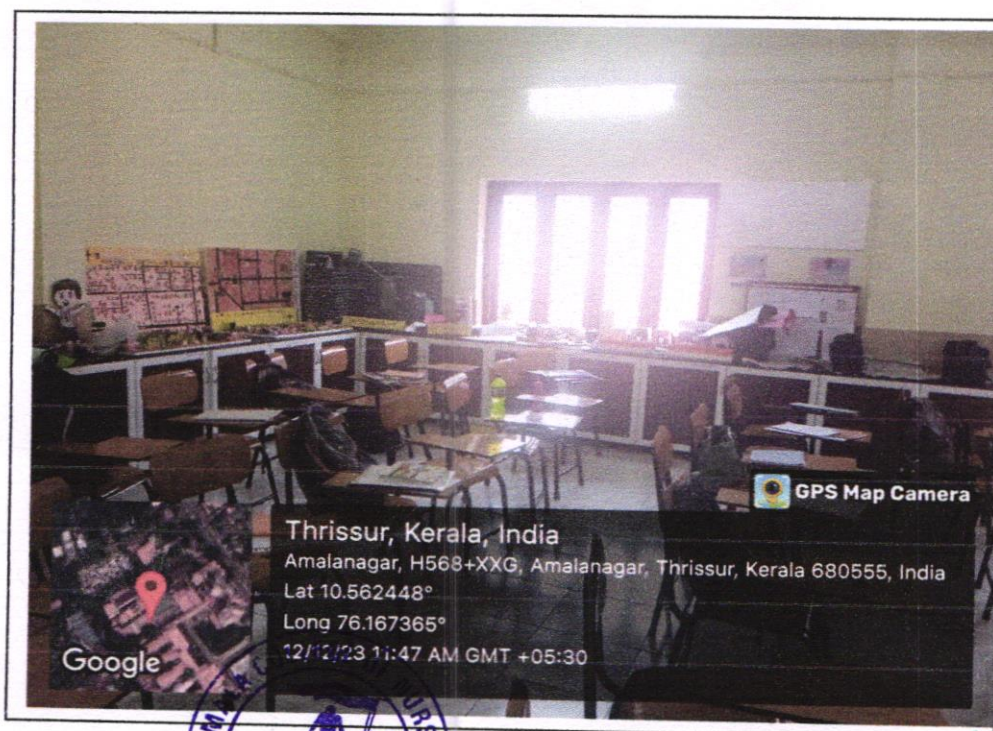 GPS Map Camera
Thrissur, Kerala, India
Amalanagar, H568+XXG, Amalanagar, Thrissur, Kerala 680555, India
Lat 10.562448°
Long 76.167365°
12/12/23 11:47 AM GMT +05:30
Google